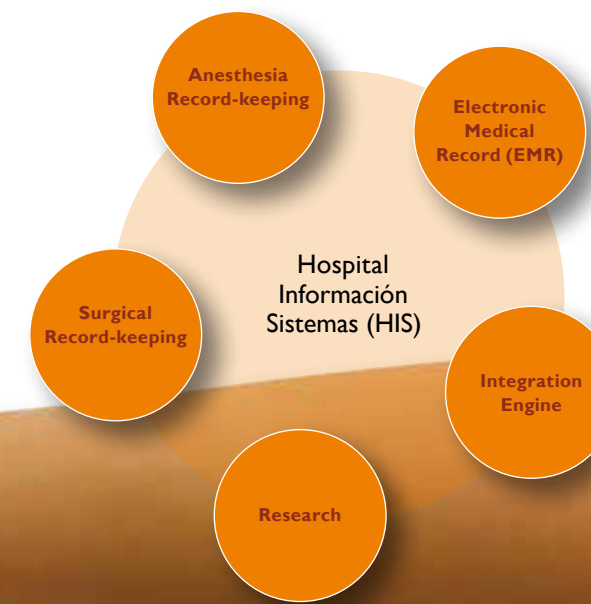 Anesthesia
Record-keeping
Electronic
Medical
Record (EMR)
Hospital
Información
Sistemas (HIS)
Surgical
Record-keeping
Integration
Engine
Research